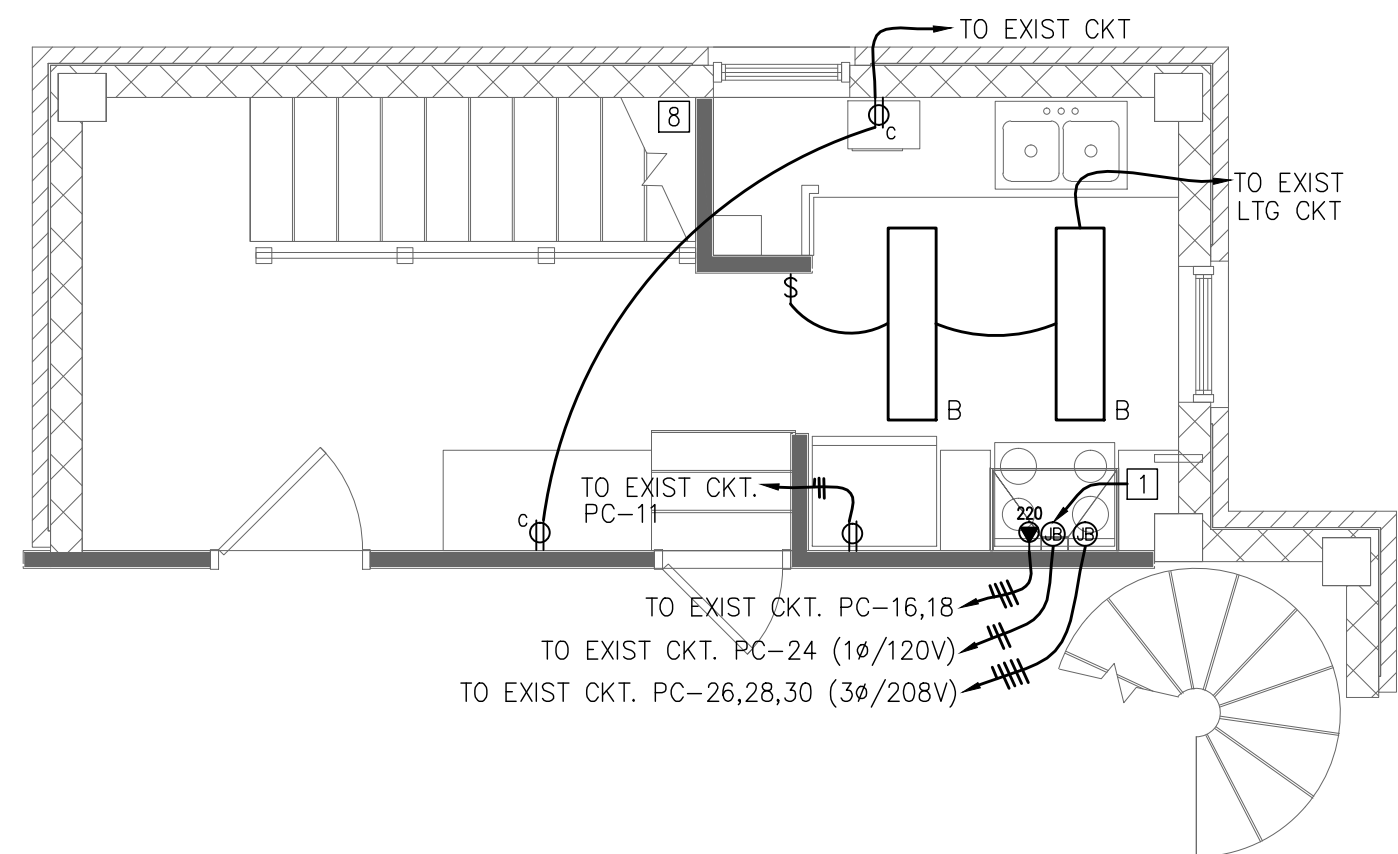 TO EXIST CKT
8
c
TO EXIST
LTG CKT
S
B
B
TO EXIST CKT.
PC-11
1
c
220
JB
JB
TO EXIST CKT. PC-16,18
TO EXIST CKT. PC-24 (1ø/120V)
TO EXIST CKT. PC-26,28,30 (3ø/208V)